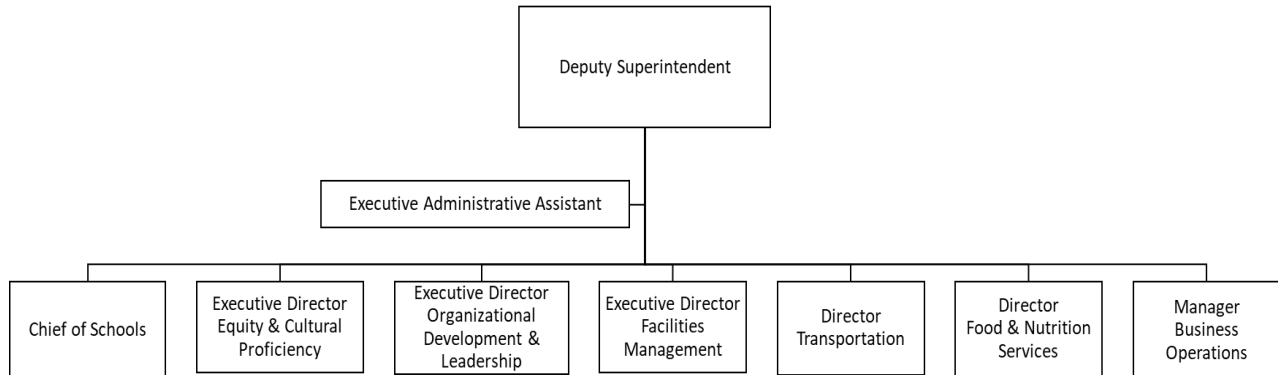 Deputy Superintendent
Executive Administrative Assistant
Chief of Schools
Executive Director
Equity & Cultural
Proficiency
Executive Director
Organizational
Development &
Leadership
Executive Director
Facilities
Management
Director
Transportation
Director
Food & Nutrition
Services
Manager
Business
Operations